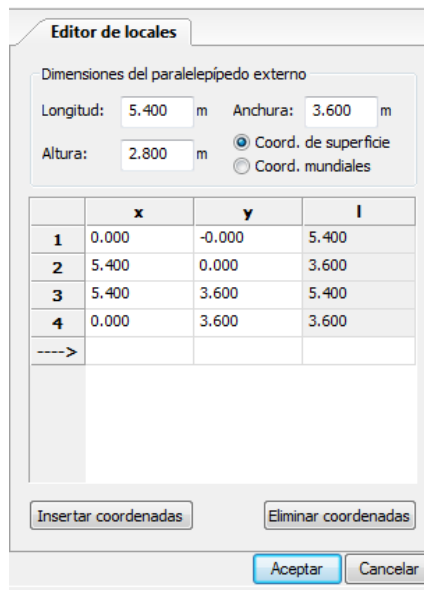 Editor de locales
Dimensiones del paralelepípedo externo
Longitud: 5.400 m Anchura: 3.600 m
Altura: 2.800 m Coord. de superficie
Coord. mundiales
x y l
1 0.000 -0.000 5.400
2 5.400 0.000 3.600
3 5.400 3.600 5.400
4 0.000 3.600 3.600
---->
Insertar coordenadas Eliminar coordenadas
Aceptar Cancelar